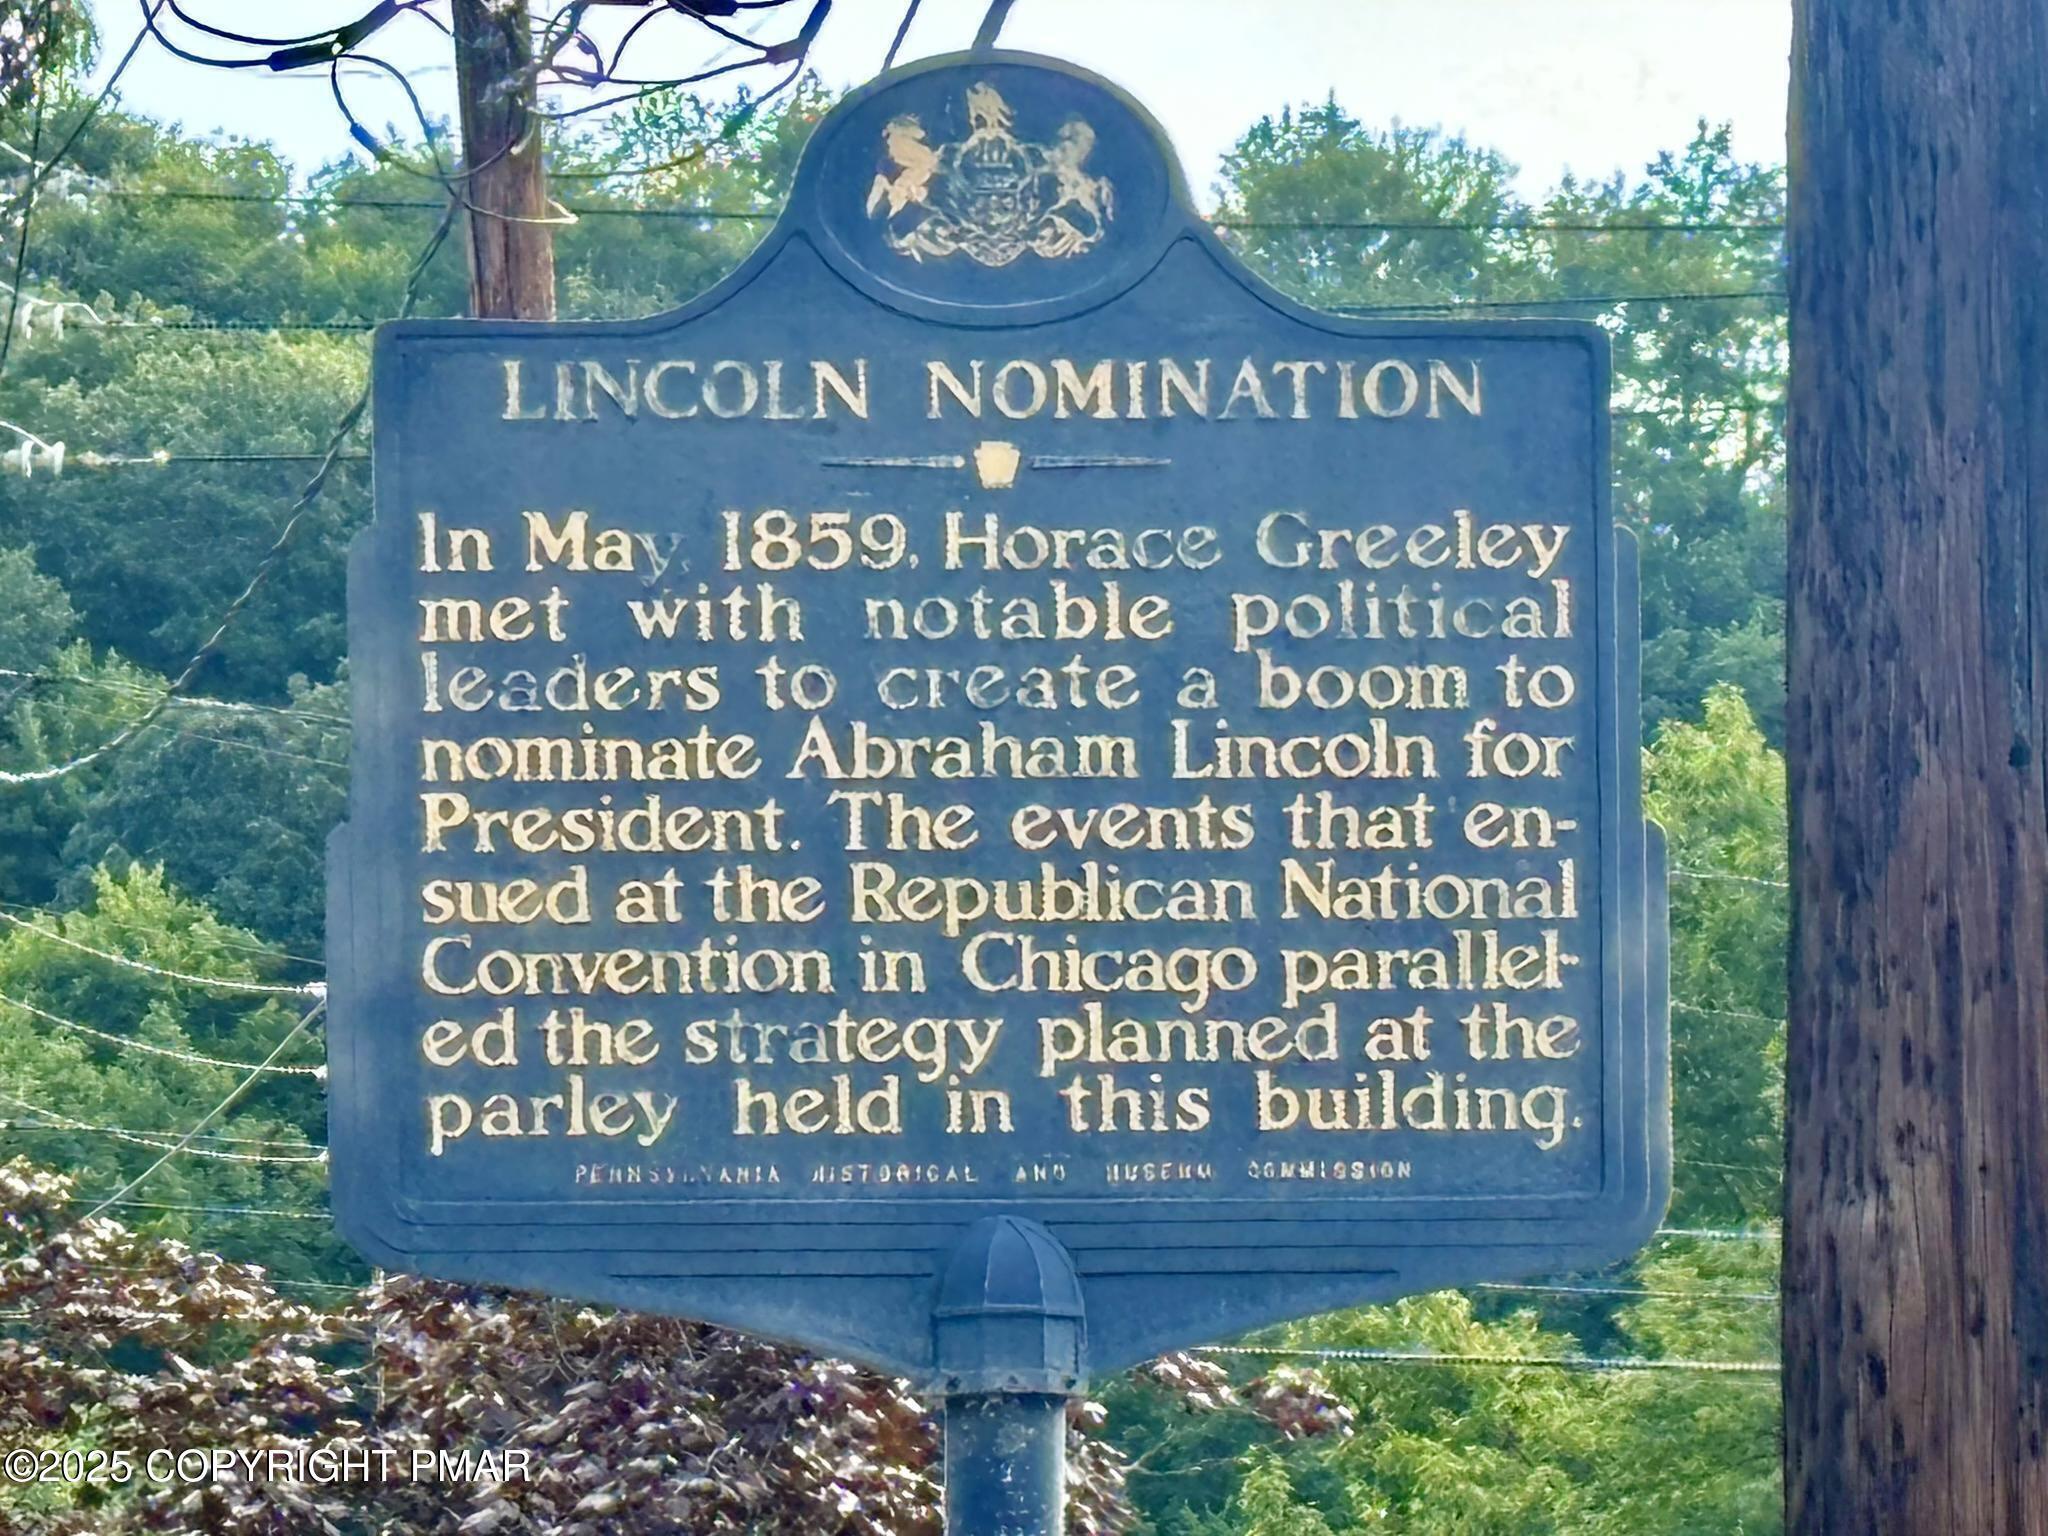 LINCOLN NOMINATION
In May, 1859, Horace Greeley
met with notable political
leaders to create a boom to
nominate Abraham Lincoln for
President. The events that en-
sued at the Republican National
Convention in Chicago parallel-
ed the strategy planned at the
parley held in this building.
PENNSYLVANIA HISTORICAL AND MUSEUM COMMISSION
©2025 COPYRIGHT PMAR